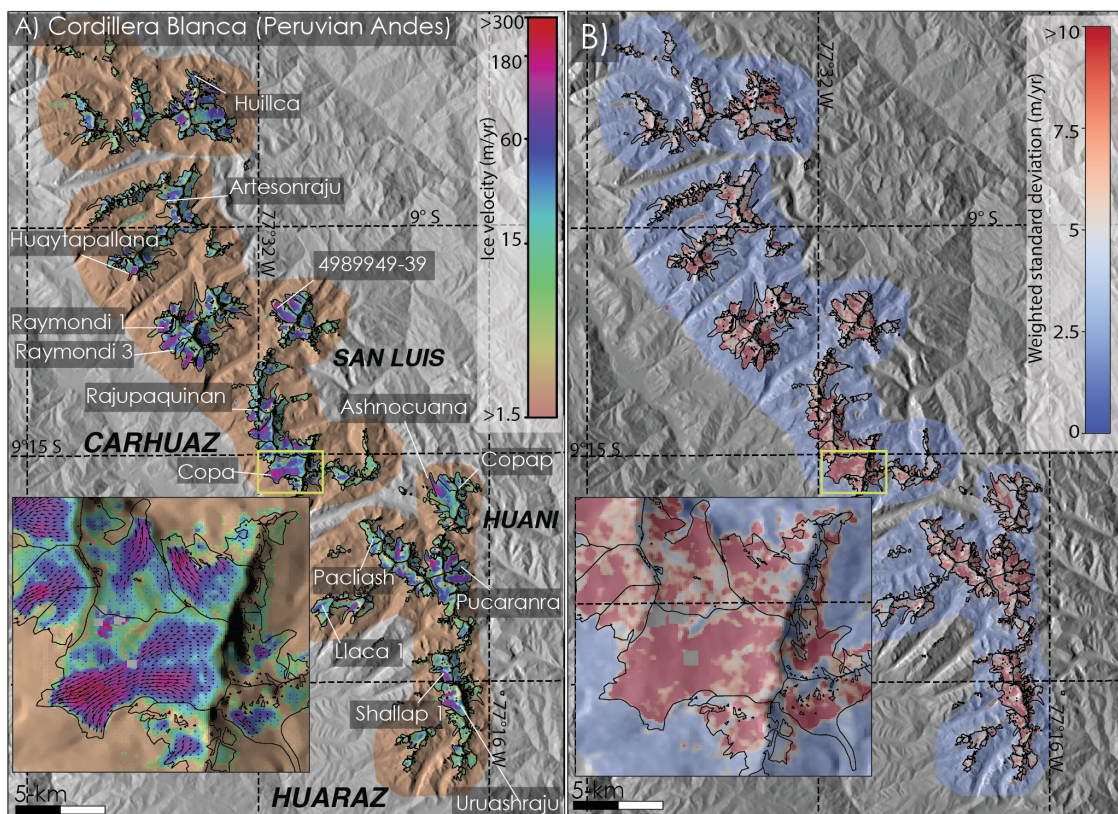 A) Cordillera Blanca (Peruvian Andes)
>300
180
60
15
>1.5
Ice velocity (m/yr)
Huillca
77°32 W
Artesonraju
9° S
Huaytapallana
4989949-39
Raymondi 1
Raymondi 3
SAN LUIS
Rajupaquinan
Ashnocuana
CARHUAZ
9°15 S
Copa
Copap
HUANI
Pacliash
Pucaranra
Llaca 1
Shallap 1
77°16 W
Uruashraju
HUARAZ
5 km
B)
>10
7.5
5
2.5
0
Weighted standard deviation (m/yr)
77°32 W
9° S
77°16 W
5 km